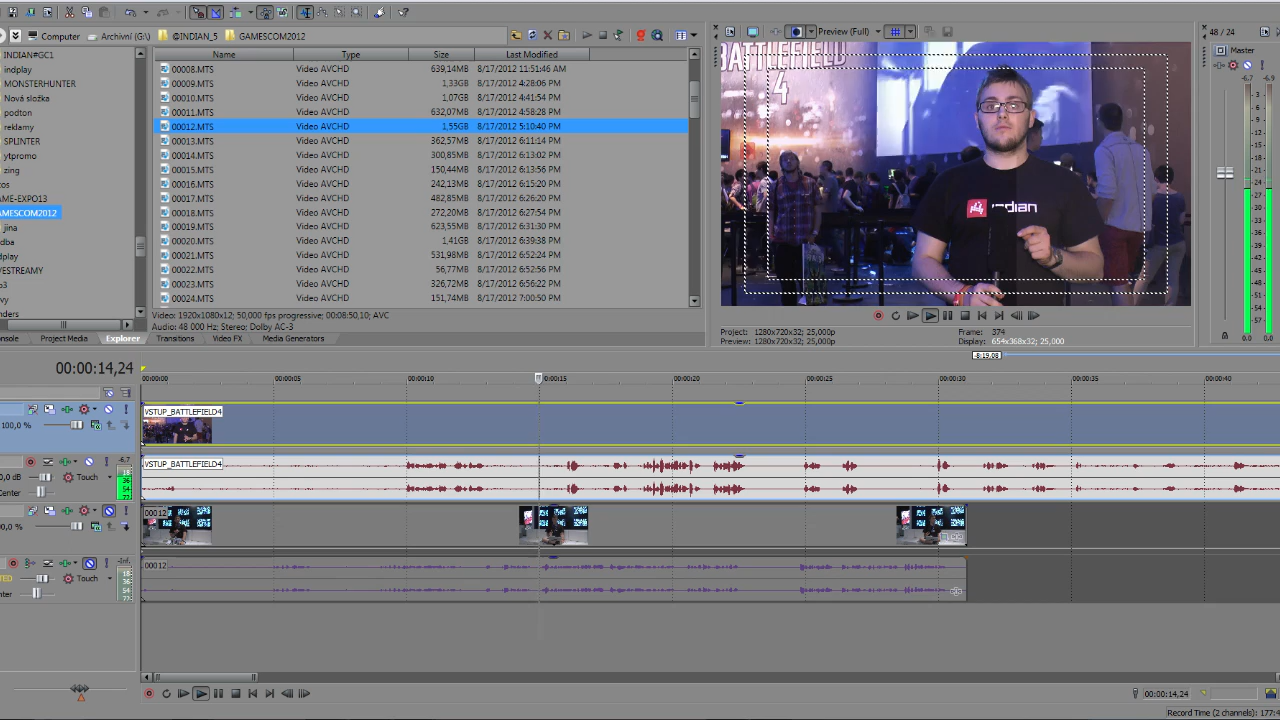 Computer
Archivní (G:)
@INDPLAY_5
GAMESCOM2012
Preview (Full)
48 / 24
Master
INDIAN#GC1
indplay
MONSTERHUNTER
Nová složka
podton
reklamy
SPLINTER
ytpromo
zing
GAME-EXPO13
GAMESCOM2012
jina
Name Type Size Last Modified
00008.MTS Video AVCHD 639,14MB 8/17/2012 11:51:46 AM
00009.MTS Video AVCHD 1,33GB 8/17/2012 4:28:06 PM
00010.MTS Video AVCHD 1,07GB 8/17/2012 4:41:54 PM
00011.MTS Video AVCHD 632,07MB 8/17/2012 4:58:28 PM
00012.MTS Video AVCHD 1,55GB 8/17/2012 5:10:40 PM
00013.MTS Video AVCHD 362,57MB 8/17/2012 6:11:14 PM
00014.MTS Video AVCHD 300,85MB 8/17/2012 6:13:02 PM
00015.MTS Video AVCHD 150,44MB 8/17/2012 6:13:56 PM
00016.MTS Video AVCHD 242,13MB 8/17/2012 6:15:20 PM
00017.MTS Video AVCHD 482,85MB 8/17/2012 6:26:20 PM
00018.MTS Video AVCHD 272,20MB 8/17/2012 6:27:54 PM
00019.MTS Video AVCHD 623,55MB 8/17/2012 6:31:30 PM
00020.MTS Video AVCHD 1,41GB 8/17/2012 6:39:38 PM
00021.MTS Video AVCHD 531,98MB 8/17/2012 6:52:24 PM
00022.MTS Video AVCHD 56,77MB 8/17/2012 6:52:56 PM
00023.MTS Video AVCHD 326,72MB 8/17/2012 6:56:22 PM
00024.MTS Video AVCHD 151,74MB 8/17/2012 7:00:50 PM
Video: 1920x1080x12; 50,000 fps progressive; 00:08:50,10; AVC
Audio: 48 000 Hz; Stereo; Dolby AC-3
Project Media Explorer Transitions Video FX Media Generators
BATTLEFIELD
4
indian
Project: 1280x720x32; 25,000p
Preview: 1280x720x32; 25,000p
Frame: 374
Display: 654x368x32; 25,000
-6.7 -6.9
0.0 0.0
00:00:14,24
-8:19,08
00:00:00 00:00:05 00:00:10 00:00:15 00:00:20 00:00:25 00:00:30 00:00:35 00:00:40
100,0 %
VSTUP_BATTLEFIELD4
VSTUP_BATTLEFIELD4
Touch
Center
00012
00012
Touch
00:00:14,24
Record Time (2 channels): 177:4